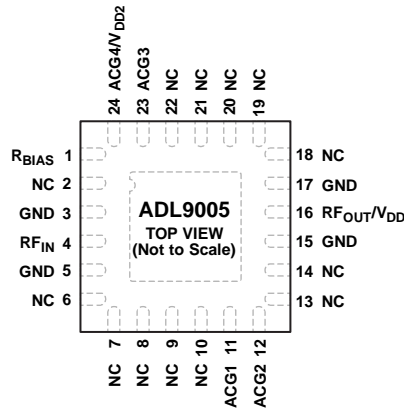 24 ACG4/VDD2
23 ACG3
22 NC
21 NC
20 NC
19 NC
RBIAS 1
NC 2
GND 3
RFIN 4
GND 5
NC 6
ADL9005
TOP VIEW
(Not to Scale)
18 NC
17 GND
16 RFOUT/VDD
15 GND
14 NC
13 NC
NC 7
NC 8
NC 9
NC 10
ACG1 11
ACG2 12